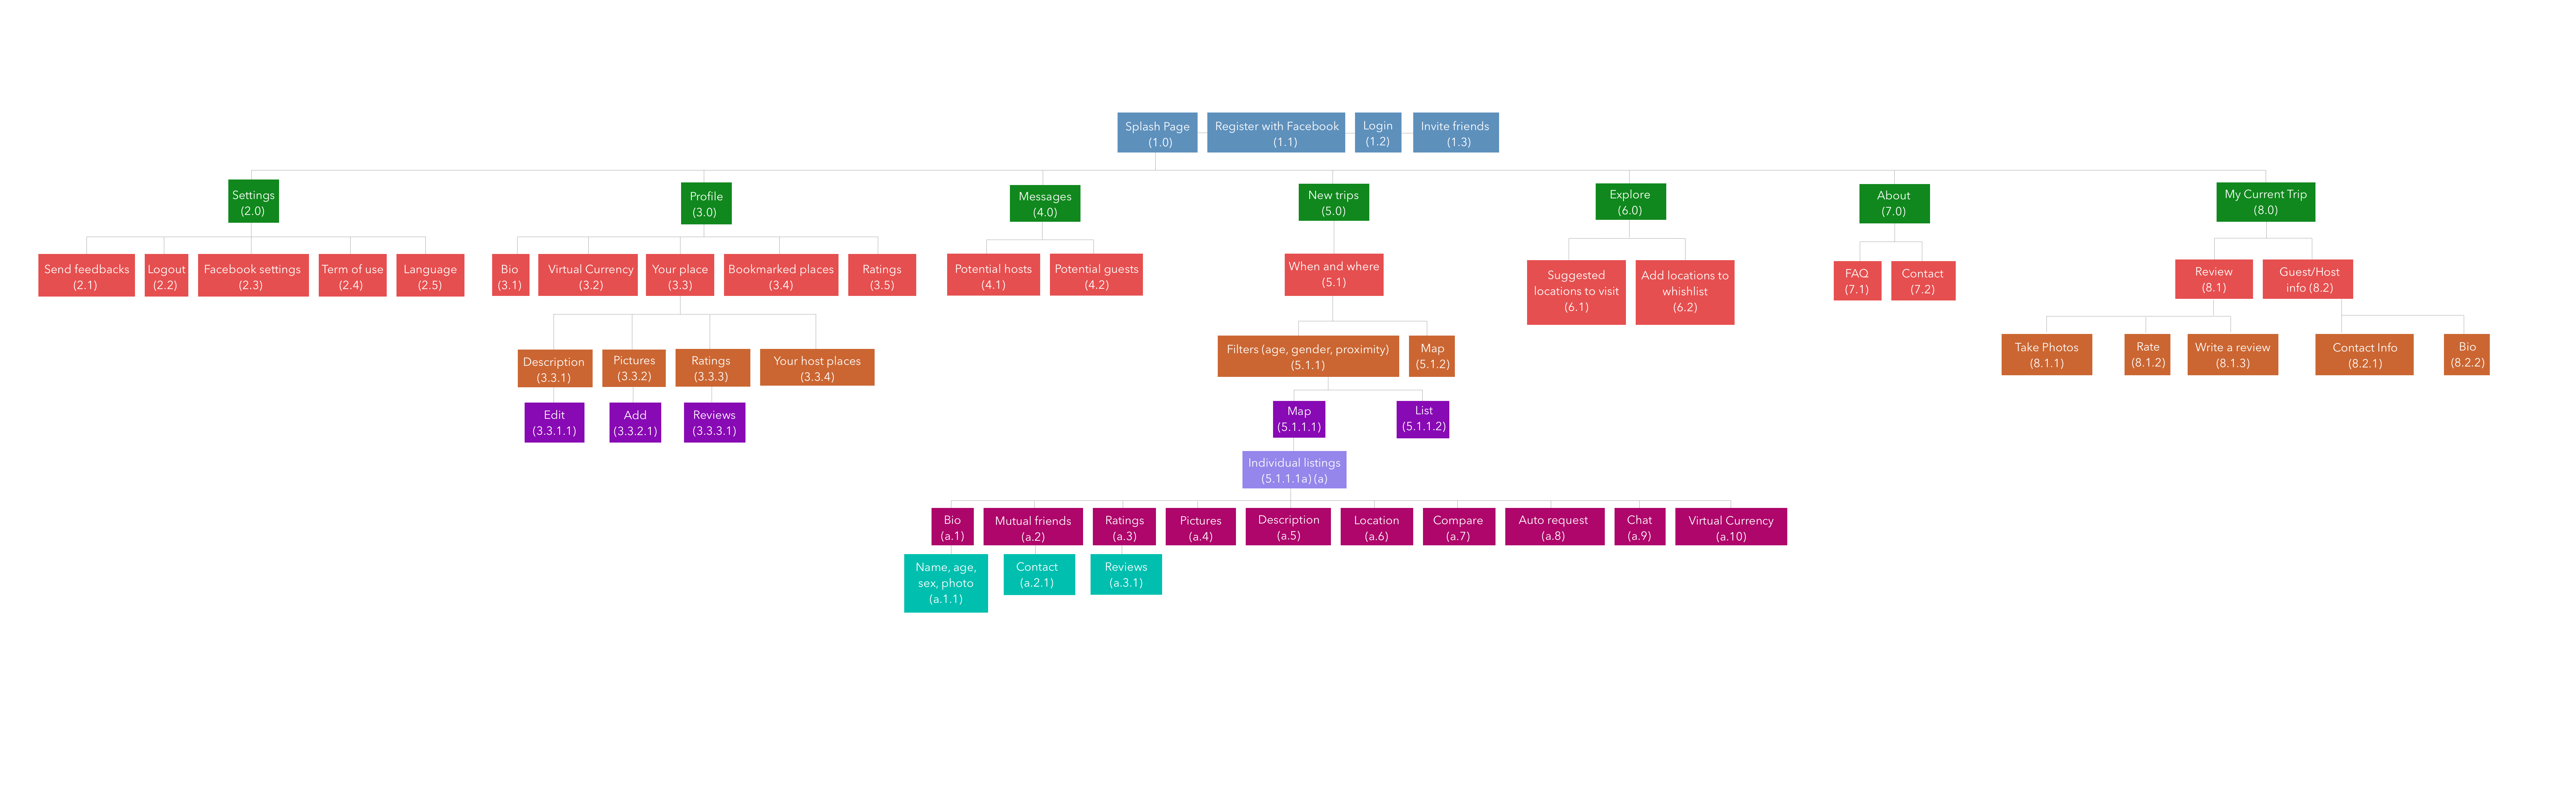 Splash Page
(1.0)
Register with Facebook
(1.1)
Login
(1.2)
Invite friends
(1.3)
Settings
(2.0)
Profile
(3.0)
Messages
(4.0)
New trips
(5.0)
Explore
(6.0)
About
(7.0)
My Current Trip
(8.0)
Send feedbacks
(2.1)
Logout
(2.2)
Facebook settings
(2.3)
Term of use
(2.4)
Language
(2.5)
Bio
(3.1)
Virtual Currency
(3.2)
Your place
(3.3)
Bookmarked places
(3.4)
Ratings
(3.5)
Potential hosts
(4.1)
Potential guests
(4.2)
When and where
(5.1)
Suggested
locations to visit
(6.1)
Add locations to
whishlist
(6.2)
FAQ
(7.1)
Contact
(7.2)
Review
(8.1)
Guest/Host
info (8.2)
Description
(3.3.1)
Pictures
(3.3.2)
Ratings
(3.3.3)
Your host places
(3.3.4)
Filters (age, gender, proximity)
(5.1.1)
Map
(5.1.2)
Take Photos
(8.1.1)
Rate
(8.1.2)
Write a review
(8.1.3)
Contact Info
(8.2.1)
Bio
(8.2.2)
Edit
(3.3.1.1)
Add
(3.3.2.1)
Reviews
(3.3.3.1)
Map
(5.1.1.1)
List
(5.1.1.2)
Individual listings
(5.1.1.1a) (a)
Bio
(a.1)
Mutual friends
(a.2)
Ratings
(a.3)
Pictures
(a.4)
Description
(a.5)
Location
(a.6)
Compare
(a.7)
Auto request
(a.8)
Chat
(a.9)
Virtual Currency
(a.10)
Name, age,
sex, photo
(a.1.1)
Contact
(a.2.1)
Reviews
(a.3.1)